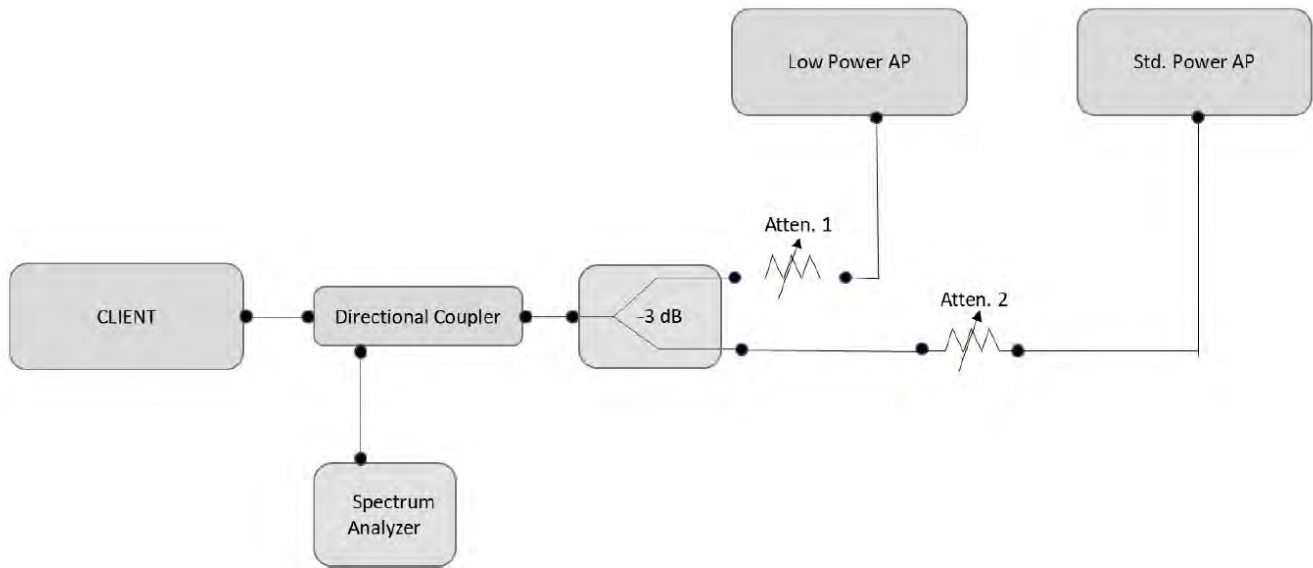 Low Power AP
Std. Power AP
Atten. 1
Atten. 2
CLIENT
Directional Coupler
-3 dB
Spectrum
Analyzer